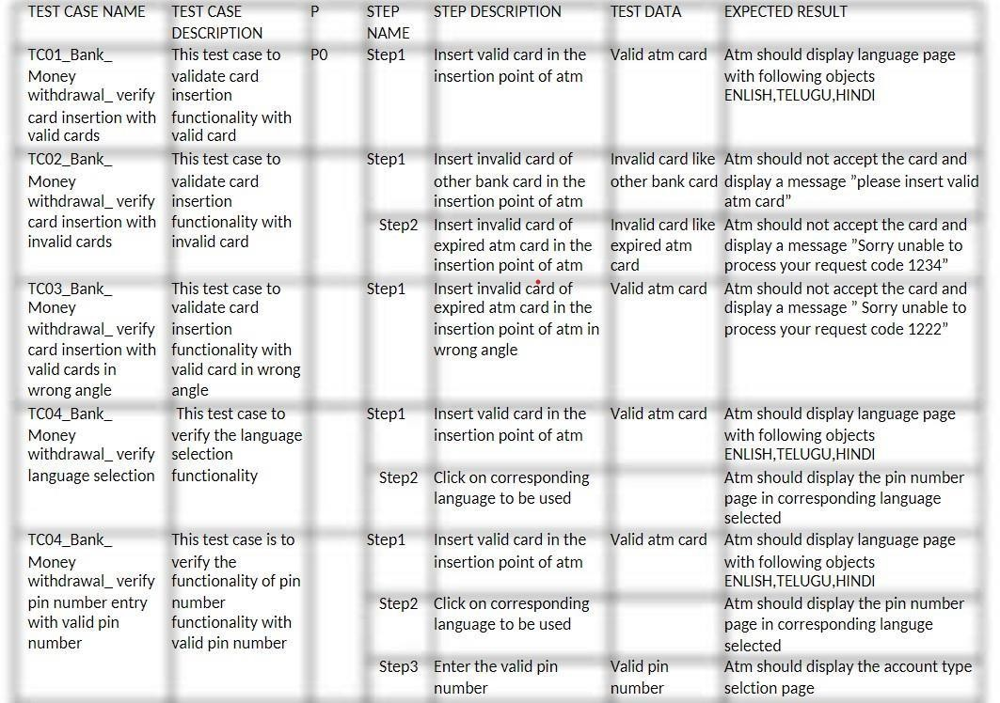 TEST CASE NAME
TEST CASE
DESCRIPTION
P
STEP
NAME
STEP DESCRIPTION
TEST DATA
EXPECTED RESULT
TC01_Bank_
Money
withdrawal_ verify
card insertion with
valid cards
This test case to
validate card
insertion
functionality with
valid card
P0
Step1
Insert valid card in the
insertion point of atm
Valid atm card
Atm should display language page
with following objects
ENLISH,TELUGU,HINDI
TC02_Bank_
Money
withdrawal_ verify
card insertion with
invalid cards
This test case to
validate card
insertion
functionality with
invalid card
Step1
Insert invalid card of
other bank card in the
insertion point of atm
Invalid card like
other bank card
Atm should not accept the card and
display a message ”please insert valid
atm card”
Step2
Insert invalid card of
expired atm card in the
insertion point of atm
Invalid card like
expired atm
card
Atm should not accept the card and
display a message ”Sorry unable to
process your request code 1234”
TC03_Bank_
Money
withdrawal_ verify
card insertion with
valid cards in
wrong angle
This test case to
validate card
insertion
functionality with
valid card in wrong
angle
Step1
Insert invalid card of
expired atm card in the
insertion point of atm in
wrong angle
Valid atm card
Atm should not accept the card and
display a message ” Sorry unable to
process your request code 1222”
TC04_Bank_
Money
withdrawal_ verify
language selection
This test case to
verify the language
selection
functionality
Step1
Insert valid card in the
insertion point of atm
Valid atm card
Atm should display language page
with following objects
ENLISH,TELUGU,HINDI
Step2
Click on corresponding
language to be used
Atm should display the pin number
page in corresponding language
selected
TC04_Bank_
Money
withdrawal_ verify
pin number entry
with valid pin
number
This test case is to
verify the
functionality of pin
number
functionality with
valid pin number
Step1
Insert valid card in the
insertion point of atm
Valid atm card
Atm should display language page
with following objects
ENLISH,TELUGU,HINDI
Step2
Click on corresponding
language to be used
Atm should display the pin number
page in corresponding languge
selected
Step3
Enter the valid pin
number
Valid pin
number
Atm should display the account type
selction page